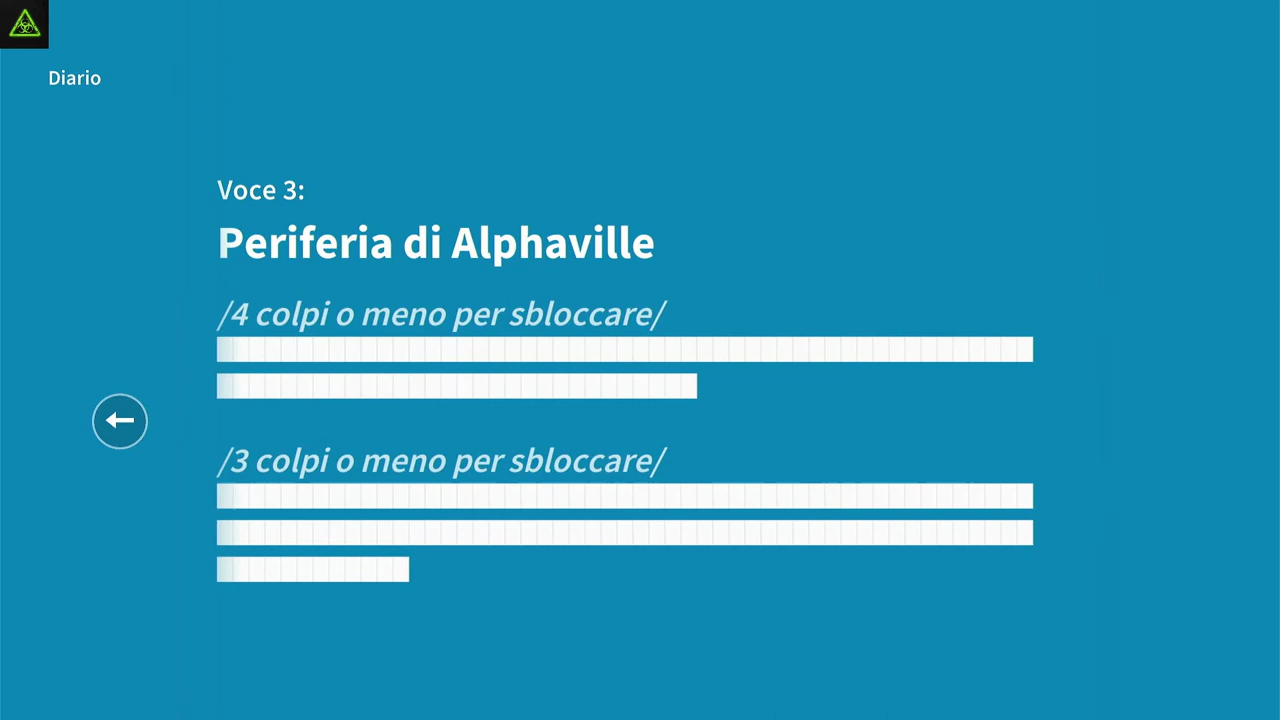 Diario
Voce 3:
Periferia di Alphaville
/4 colpi o meno per sbloccare/
/3 colpi o meno per sbloccare/